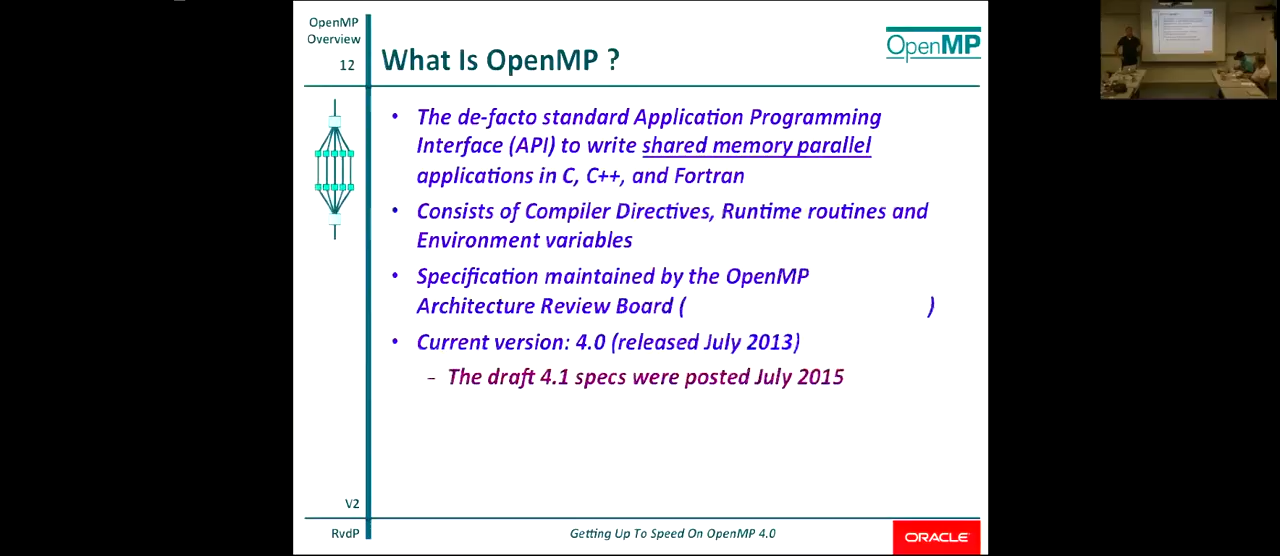 OpenMP
Overview
12
What Is OpenMP ?
OpenMP
• The de-facto standard Application Programming
Interface (API) to write shared memory parallel
applications in C, C++, and Fortran
• Consists of Compiler Directives, Runtime routines and
Environment variables
• Specification maintained by the OpenMP
Architecture Review Board ( )
• Current version: 4.0 (released July 2013)
– The draft 4.1 specs were posted July 2015
V2
RvdP
Getting Up To Speed On OpenMP 4.0
ORACLE